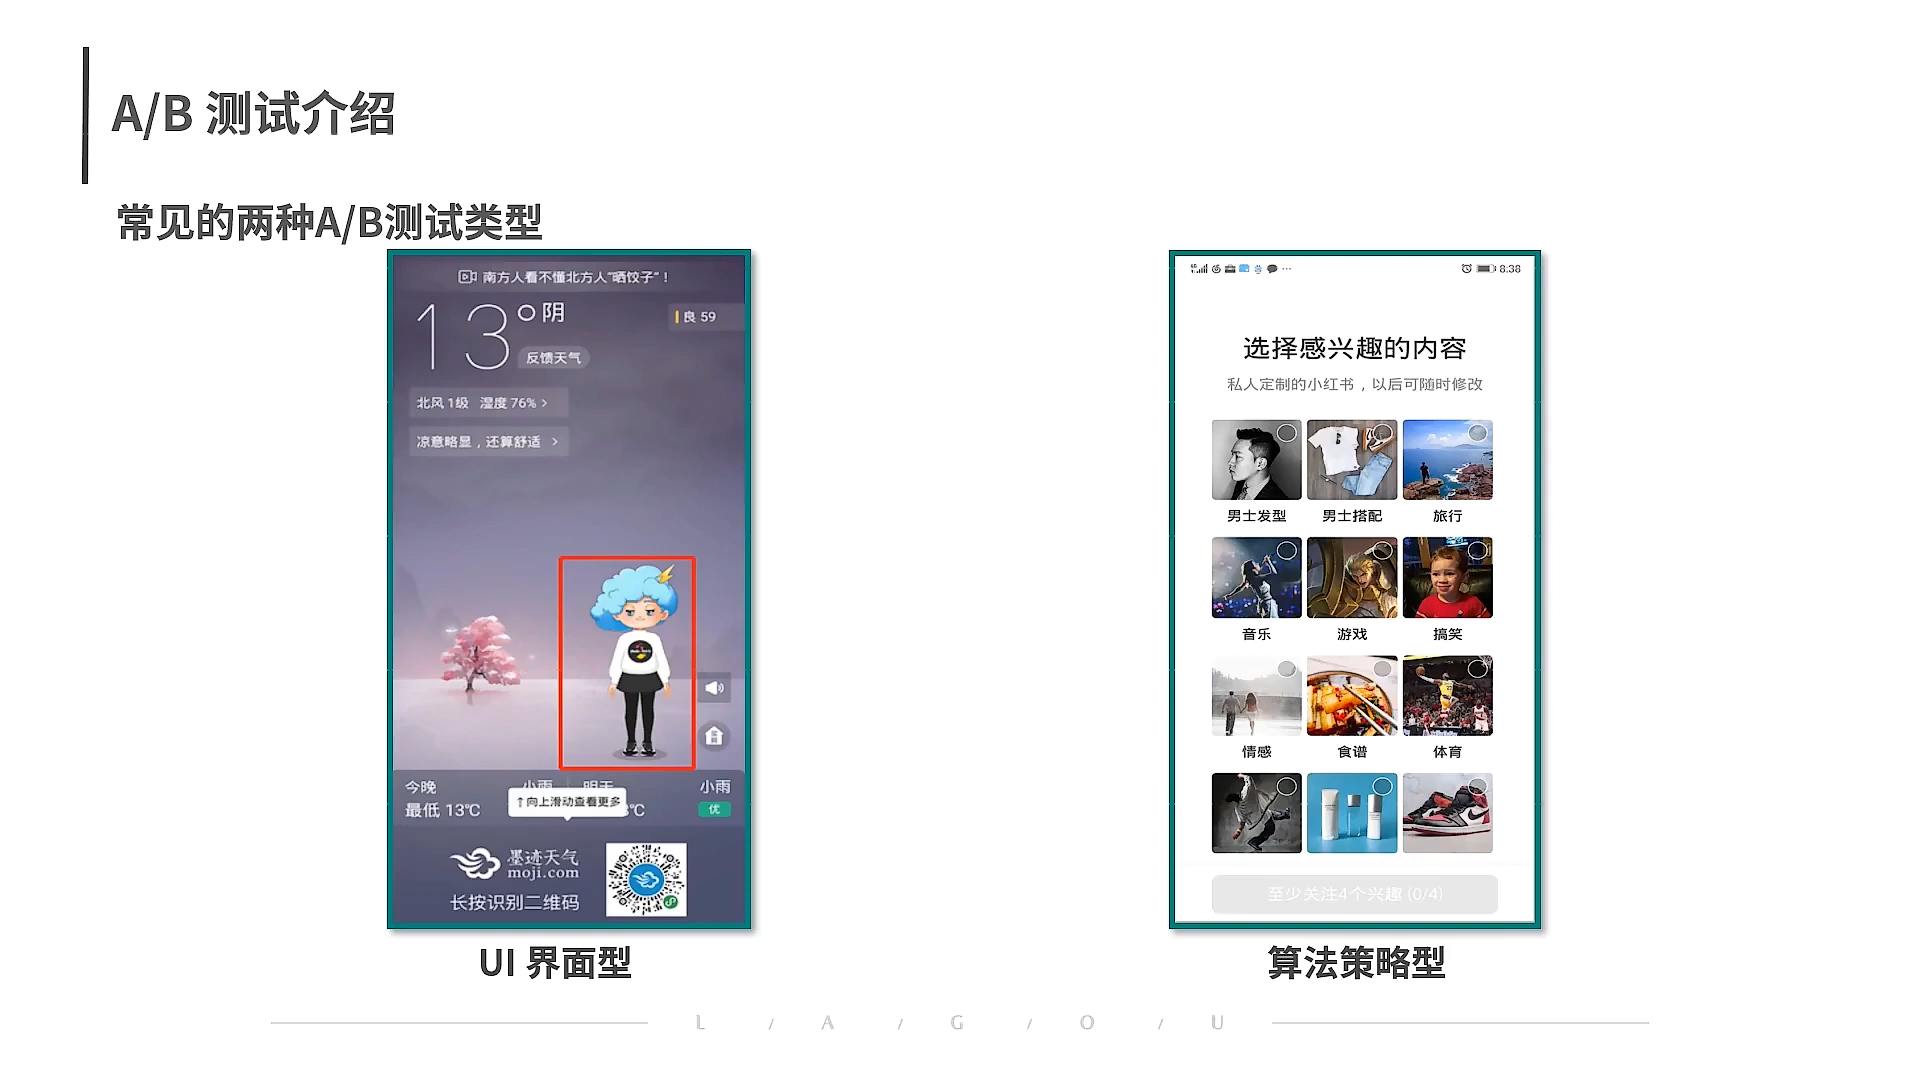 A/B 测试介绍
常见的两种A/B测试类型
南方人看不懂北方人“晒饺子”！
13°阴
良 59
反馈天气
北风 1级 湿度 76% >
凉意略显，还算舒适 >
今晚
小雨
明天
小雨
最低 13℃
↑向上滑动查看更多
℃
优
墨迹天气
moji.com
长按识别二维码
UI 界面型
8:38
选择感兴趣的内容
私人定制的小红书，以后可随时修改
男士发型
男士搭配
旅行
音乐
游戏
搞笑
情感
食谱
体育
至少关注4个兴趣 (0/4)
算法策略型
L / A / G / O / U